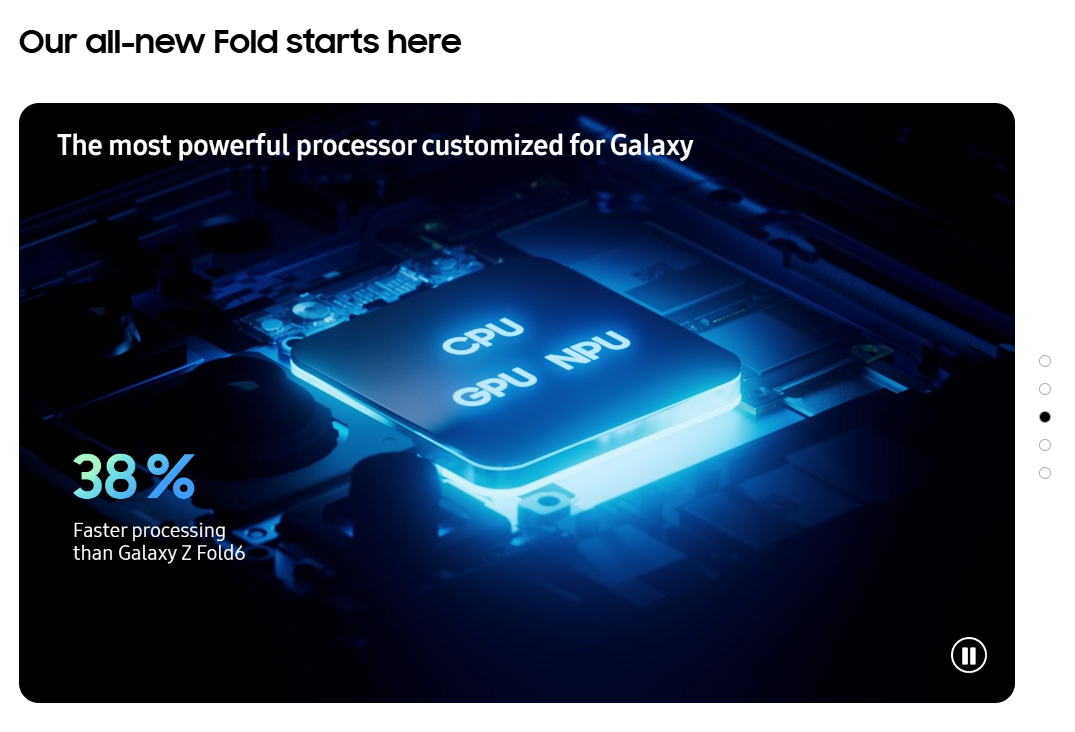 Our all-new Fold starts here
The most powerful processor customized for Galaxy
CPU
GPU NPU
38%
Faster processing
than Galaxy Z Fold6